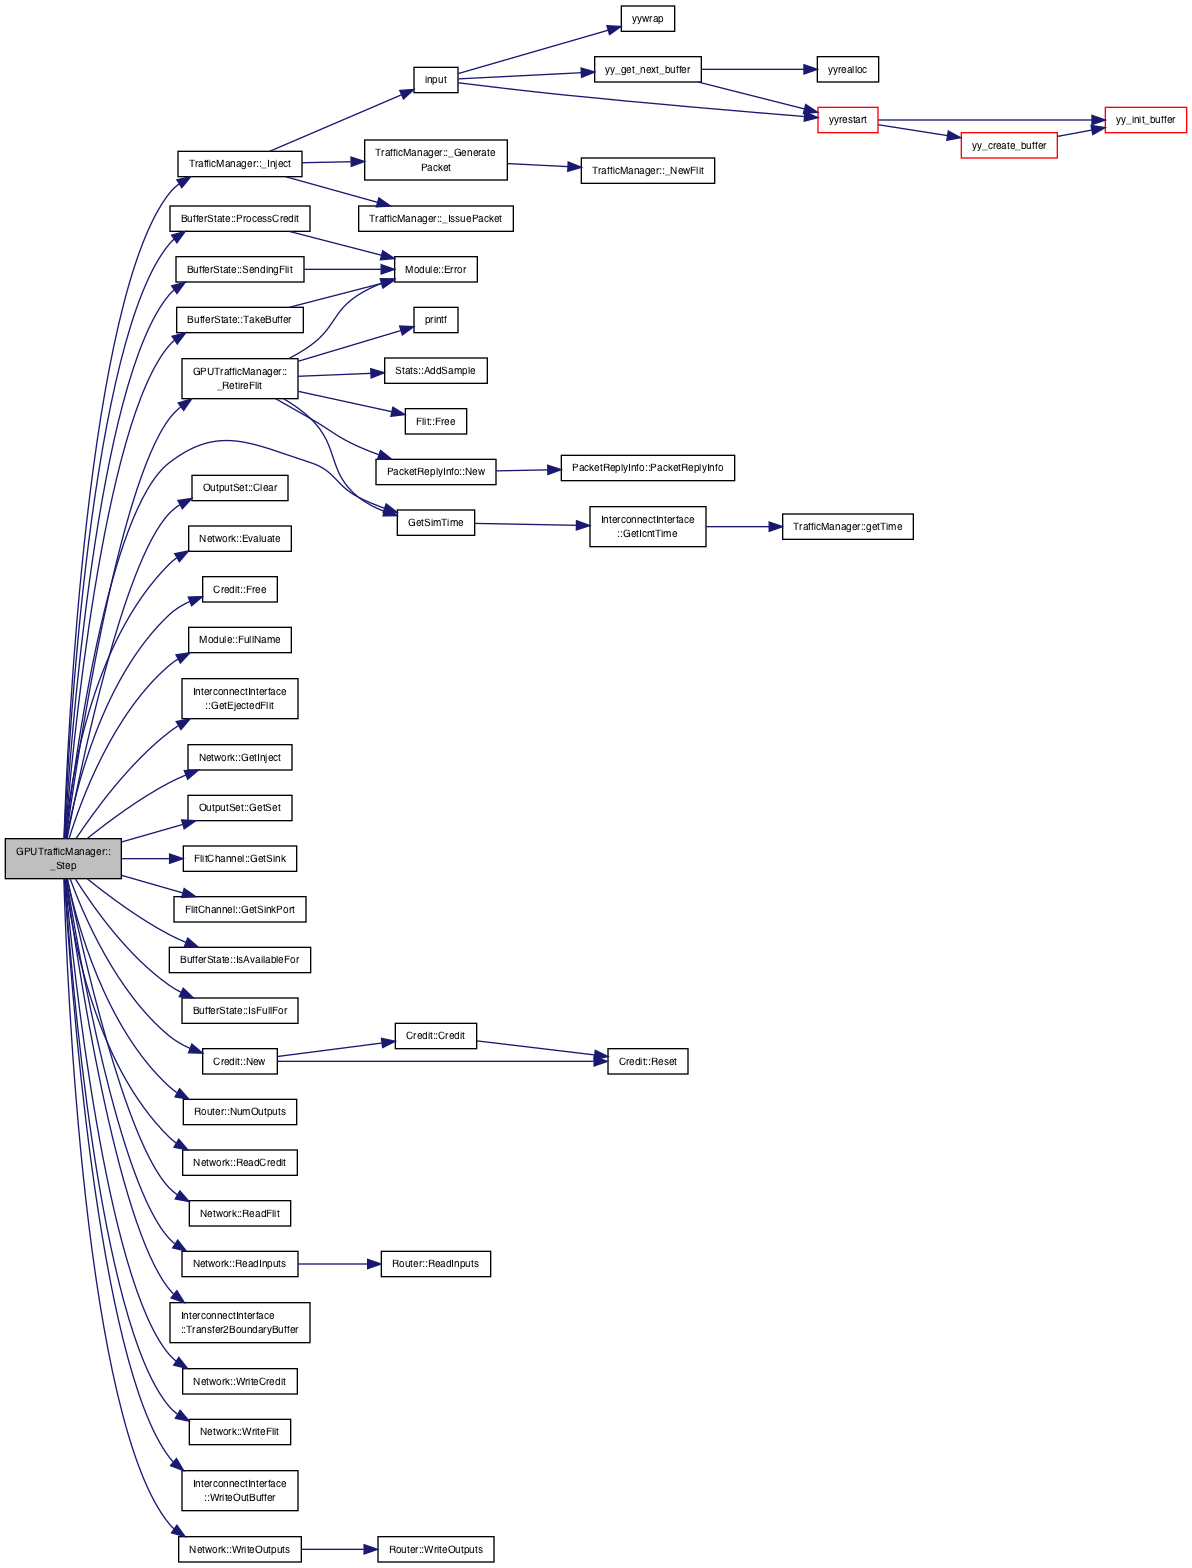 yywrap
input
yy_get_next_buffer
yyrealloc
yyrestart
yy_init_buffer
yy_create_buffer
TrafficManager::_Inject
TrafficManager::_Generate
Packet
TrafficManager::_NewFlit
TrafficManager::_IssuePacket
BufferState::ProcessCredit
BufferState::SendingFlit
Module::Error
BufferState::TakeBuffer
printf
GPUTrafficManager::
_RetireFlit
Stats::AddSample
Flit::Free
PacketReplyInfo::New
PacketReplyInfo::PacketReplyInfo
OutputSet::Clear
GetSimTime
InterconnectInterface
::GetIcntTime
TrafficManager::getTime
Network::Evaluate
Credit::Free
Module::FullName
InterconnectInterface
::GetEjectedFlit
Network::GetInject
OutputSet::GetSet
GPUTrafficManager::
_Step
FlitChannel::GetSink
FlitChannel::GetSinkPort
BufferState::IsAvailableFor
BufferState::IsFullFor
Credit::New
Credit::Credit
Credit::Reset
Router::NumOutputs
Network::ReadCredit
Network::ReadFlit
Network::ReadInputs
Router::ReadInputs
InterconnectInterface
::Transfer2BoundaryBuffer
Network::WriteCredit
Network::WriteFlit
InterconnectInterface
::WriteOutBuffer
Network::WriteOutputs
Router::WriteOutputs